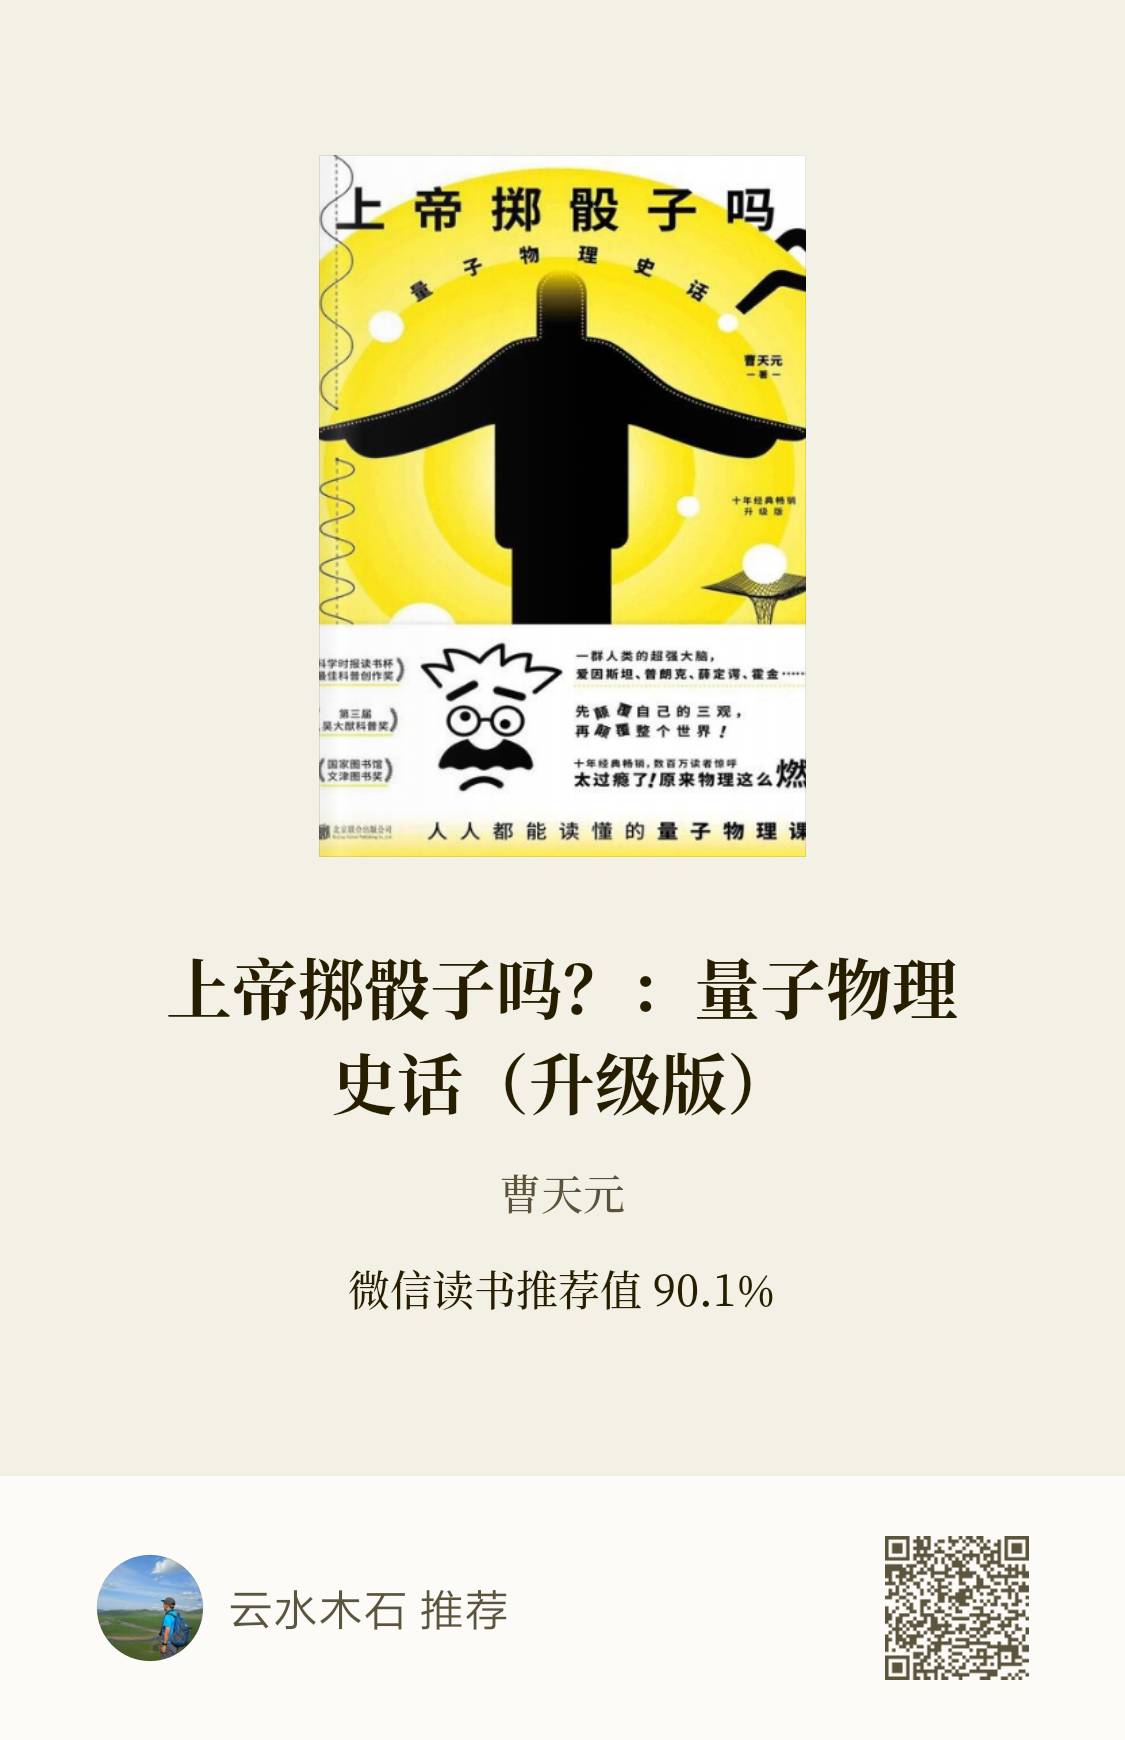 上帝掷骰子吗
量子物理史话
曹天元
著
十年经典畅销
升级版
科学时报读书杯
最佳科普创作奖
第三届
吴大猷科普奖
国家图书馆
文津图书奖
一群人类的超强大脑，
爱因斯坦、普朗克、薛定谔、霍金……
先颠覆自己的三观，
再颠覆整个世界！
十年经典畅销，数百万读者惊呼
太过瘾了！原来物理这么燃
北京联合出版公司
人人都能读懂的量子物理课
上帝掷骰子吗？：量子物理
史话（升级版）
曹天元
微信读书推荐值 90.1%
云水木石 推荐